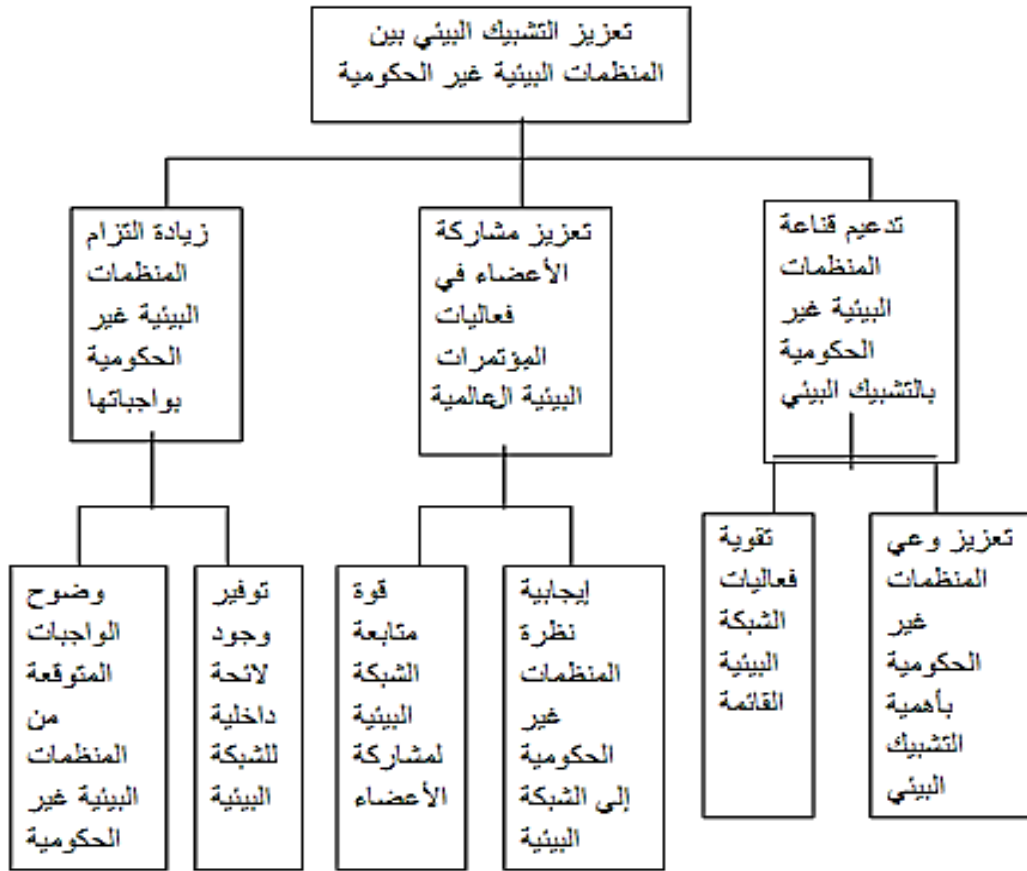 تعزيز التشبيك البيئي بين
المنظمات البيئية غير الحكومية
تدعيم قناعة
المنظمات
البيئية غير
الحكومية
بالتشبيك البيئي
تعزيز مشاركة
الأعضاء في
فعاليات
المؤتمرات
البيئية العالمية
زيادة التزام
المنظمات
البيئية غير
الحكومية
بواجباتها
تعزيز وعي
المنظمات
غير
الحكومية
بأهمية
التشبيك
البيئي
تقوية
فعاليات
الشبكة
البيئية
القائمة
إيجابية
نظرة
المنظمات
غير
الحكومية
إلى الشبكة
البيئية
قوة
متابعة
الشبكة
البيئية
لمشاركة
الأعضاء
توفير
وجود
لائحة
داخلية
للشبكة
البيئية
وضوح
الواجبات
المتوقعة
من
المنظمات
البيئية غير
الحكومية